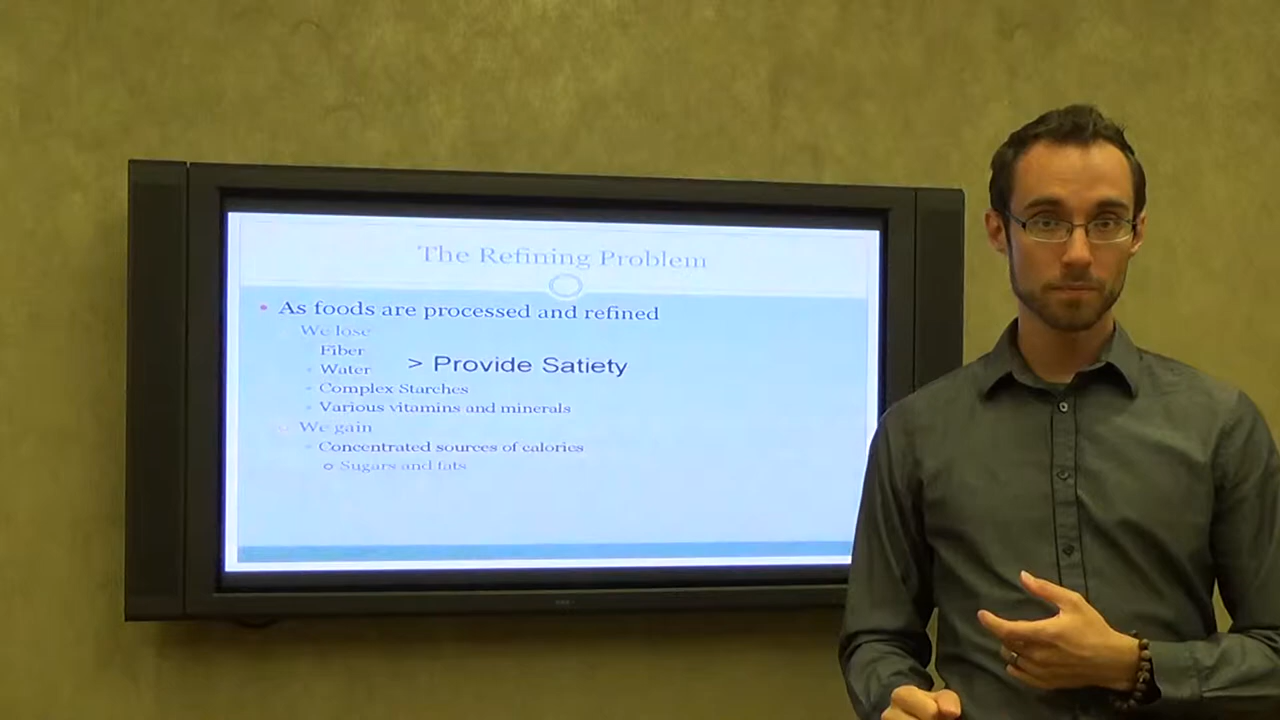 The Refining Problem
As foods are processed and refined
We lose
Fiber
Water
> Provide Satiety
Complex Starches
Various vitamins and minerals
We gain
Concentrated sources of calories
Sugars and fats